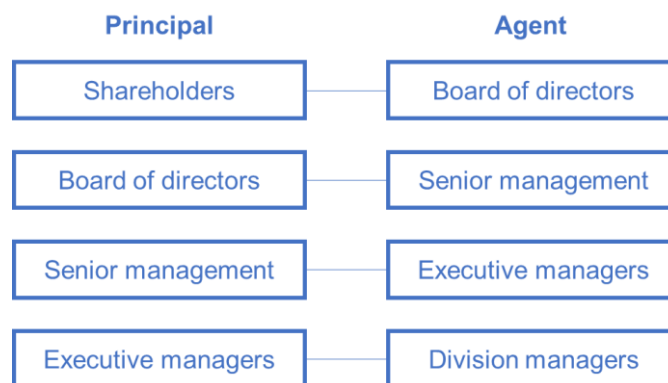 Principal Agent
Shareholders Board of directors
Board of directors Senior management
Senior management Executive managers
Executive managers Division managers